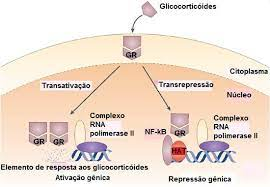 Glicocorticóides
GR
Citoplasma
Núcleo
Transativação
Transrepressão
GR
Complexo
RNA
polimerase II
GR GR
NF-kB
HAT
Complexo
RNA
polimerase II
Elemento de resposta aos glicocorticóides
Ativação gênica
Repressão gênica